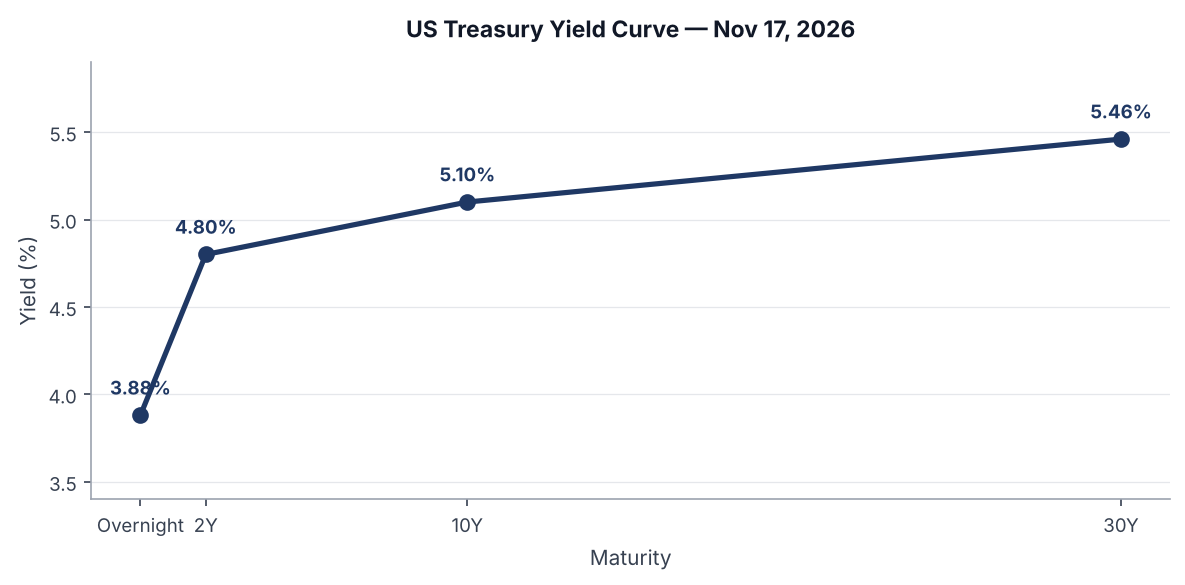 US Treasury Yield Curve — Nov 17, 2026
Yield (%)
5.5
5.0
4.5
4.0
3.5
3.88%
4.80%
5.10%
5.46%
Overnight 2Y 10Y 30Y
Maturity